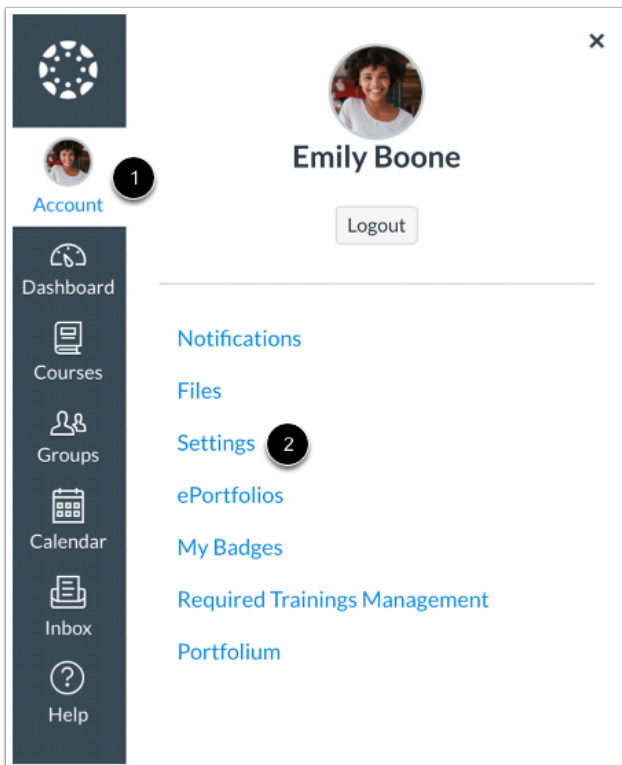 Account
1
Dashboard
Courses
Groups
Calendar
Inbox
Help
Emily Boone
Logout
Notifications
Files
Settings 2
ePortfolios
My Badges
Required Trainings Management
Portfolium